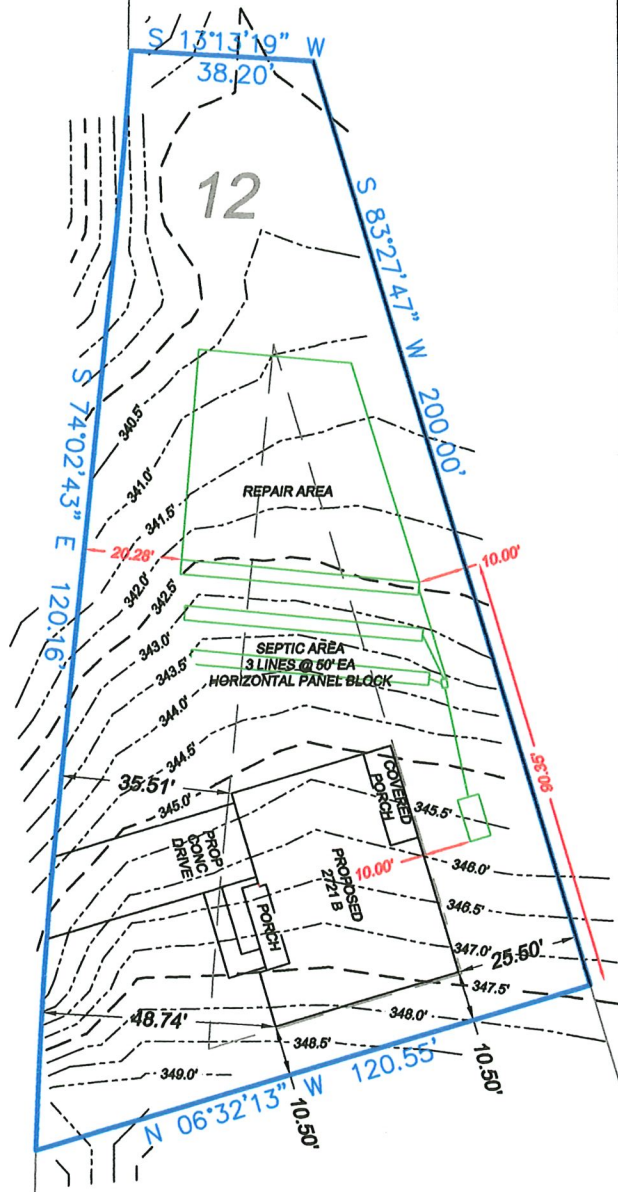 S 13°13'19" W
38.20'
12
S 83°27'47" W 200.00'
S 74°02'43" E 120.16'
340.5'
341.0'
341.5'
REPAIR AREA
20.28'
10.00'
342.0'
342.5'
343.0'
SEPTIC AREA
3 LINES @ 50' EA
HORIZONTAL PANEL BLOCK
343.5'
344.0'
344.5'
35.51'
345.0'
COVERED
PORCH
345.5'
90.35'
PROP
CONC
DRIVE
PROPOSED
2721 B
10.00'
346.0'
PORCH
346.5'
347.0'
25.50'
347.5'
48.74'
348.0'
348.5'
349.0'
10.50'
10.50'
N 06°32'13" W 120.55'